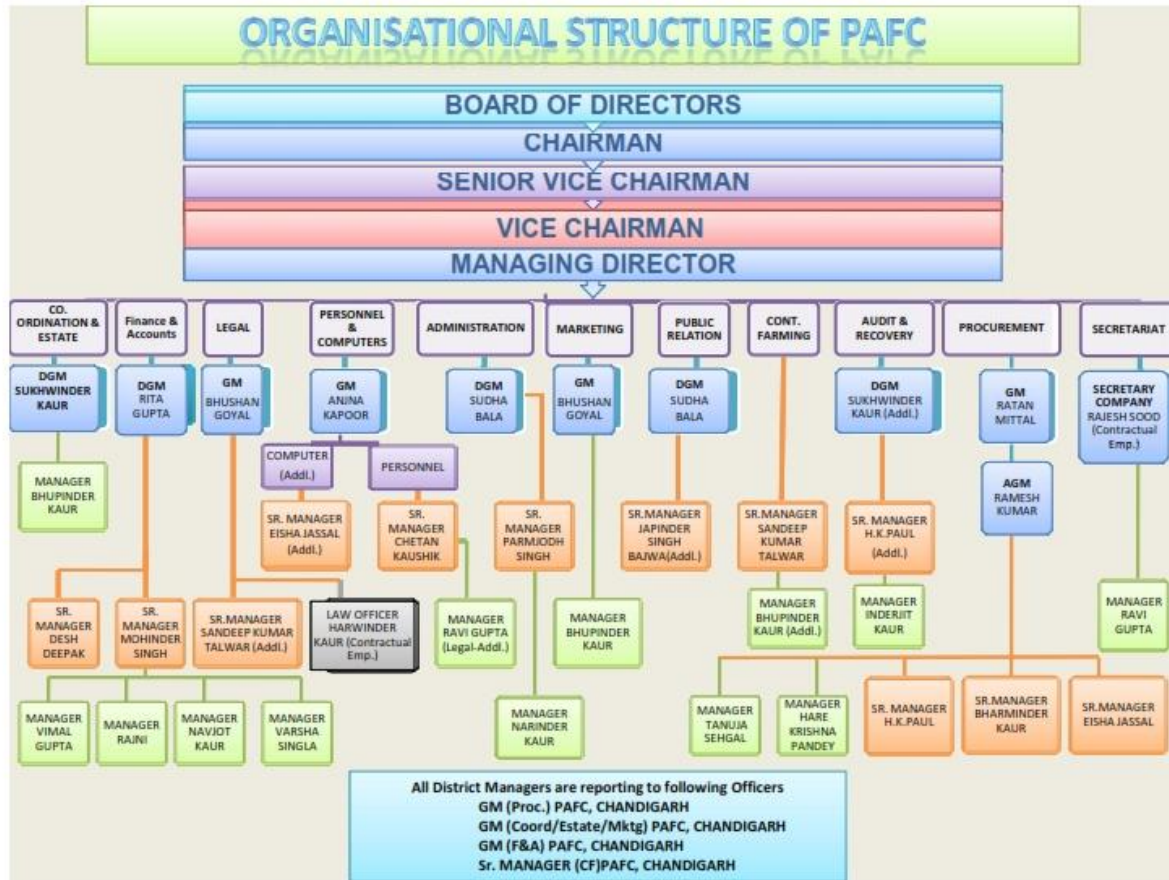 ORGANISATIONAL STRUCTURE OF PAFC
BOARD OF DIRECTORS
CHAIRMAN
SENIOR VICE CHAIRMAN
VICE CHAIRMAN
MANAGING DIRECTOR
CO.
ORDINATION &
ESTATE
Finance &
Accounts
LEGAL
PERSONNEL
&
COMPUTERS
ADMINISTRATION
MARKETING
PUBLIC
RELATION
CONT.
FARMING
AUDIT &
RECOVERY
PROCUREMENT
SECRETARIAT
DGM
SUKHWINDER
KAUR
DGM
RITA
GUPTA
GM
BHUSHAN
GOYAL
GM
ANJNA
KAPOOR
DGM
SUDHA
BALA
GM
BHUSHAN
GOYAL
DGM
SUDHA
BALA
DGM
SUKHWINDER
KAUR (Addl.)
GM
RATAN
MITTAL
SECRETARY
COMPANY
RAJESH SOOD
(Contractual
Emp.)
COMPUTER
(Addl.)
PERSONNEL
MANAGER
BHUPINDER
KAUR
AGM
RAMESH
KUMAR
SR. MANAGER
EISHA JASSAL
(Addl.)
SR.
MANAGER
CHETAN
KAUSHIK
SR.
MANAGER
PARMJODH
SINGH
SR.MANAGER
JAPINDER
SINGH
BAJWA(Addl.)
SR.MANAGER
SANDEEP
KUMAR
TALWAR
SR. MANAGER
H.K.PAUL
(Addl.)
SR.
MANAGER
DESH
DEEPAK
SR.
MANAGER
MOHINDER
SINGH
SR.MANAGER
SANDEEP KUMAR
TALWAR (Addl.)
LAW OFFICER
HARWINDER
KAUR (Contractual
Emp.)
MANAGER
RAVI GUPTA
(Legal-Addl.)
MANAGER
BHUPINDER
KAUR
MANAGER
BHUPINDER
KAUR (Addl.)
MANAGER
INDERJIT
KAUR
MANAGER
RAVI
GUPTA
MANAGER
VIMAL
GUPTA
MANAGER
RAJNI
MANAGER
NAVJOT
KAUR
MANAGER
VARSHA
SINGLA
MANAGER
NARINDER
KAUR
MANAGER
TANUJA
SEHGAL
MANAGER
HARE
KRISHNA
PANDEY
SR. MANAGER
H.K.PAUL
SR.MANAGER
BHARMINDER
KAUR
SR.MANAGER
EISHA JASSAL
All District Managers are reporting to following Officers
GM (Proc.) PAFC, CHANDIGARH
GM (Coord/Estate/Mktg) PAFC, CHANDIGARH
GM (F&A) PAFC, CHANDIGARH
Sr. MANAGER (CF)PAFC, CHANDIGARH